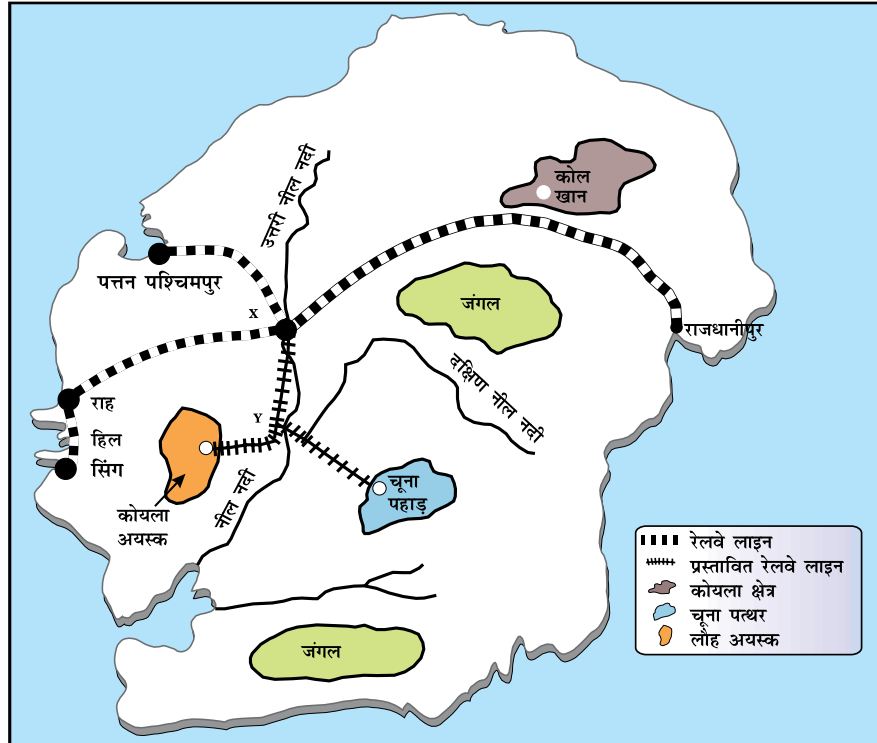 उत्तरी नील नदी
कोल
खान
पत्तन पश्चिमपुर
X
जंगल
राजधानीपुर
दक्षिण नील नदी
राह
Y
हिल
सिंग
चूना
पहाड़
नील नदी
कोयला
अयस्क
रेलवे लाइन
प्रस्तावित रेलवे लाइन
कोयला क्षेत्र
चूना पत्थर
लौह अयस्क
जंगल